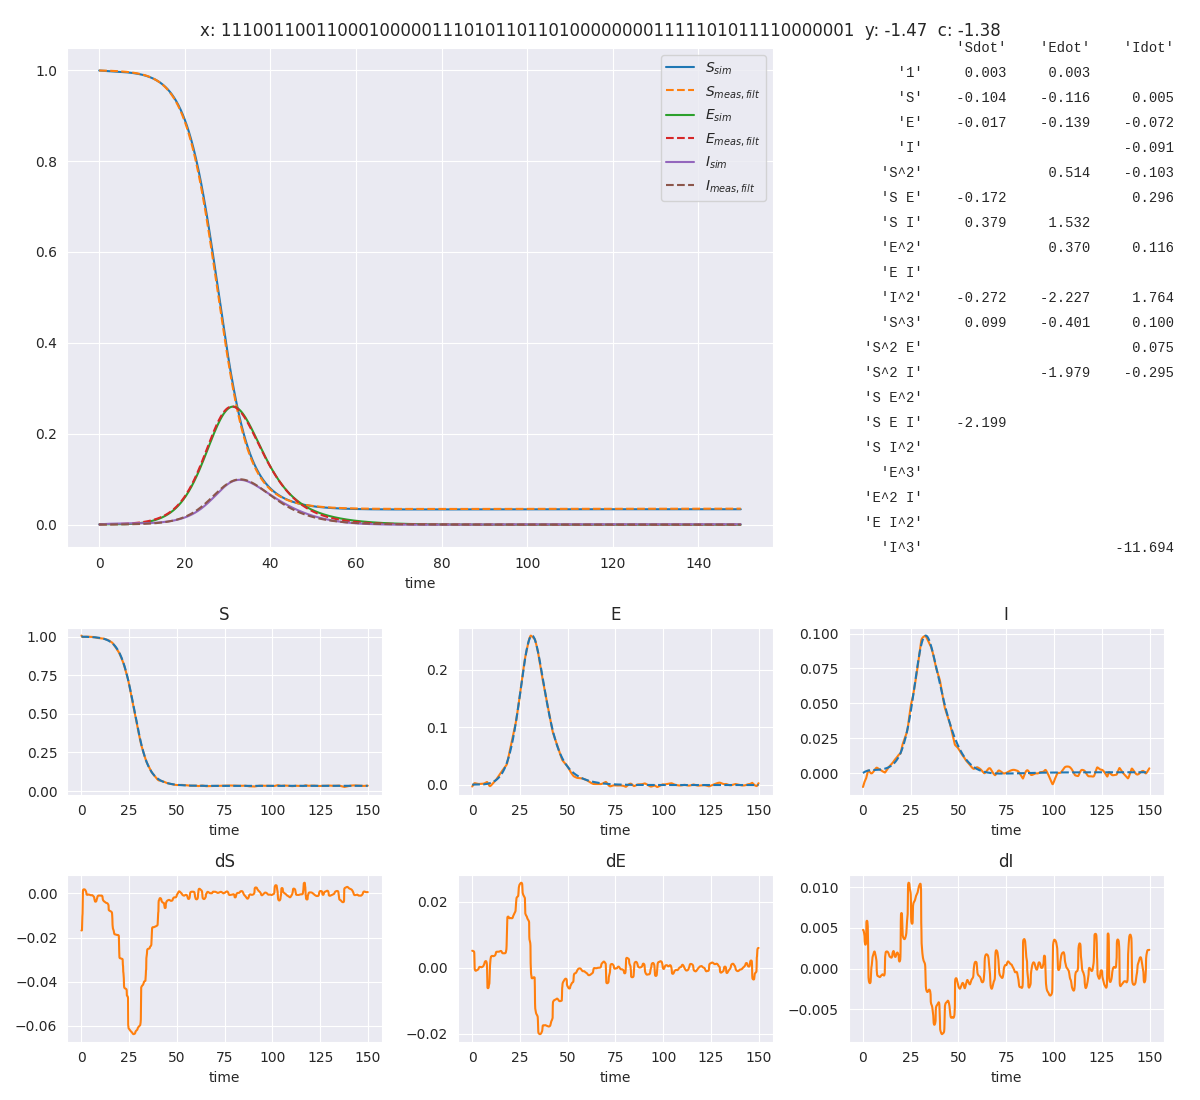 x: 111001100110001000001110101101101000000001111101011110000001 y: -1.47 c: -1.38
'Sdot' 'Edot' 'Idot'
'1' 0.003 0.003
'S' -0.104 -0.116 0.005
'E' -0.017 -0.139 -0.072
'I' -0.091
'S^2' 0.514 -0.103
'S E' -0.172 0.296
'S I' 0.379 1.532
'E^2' 0.370 0.116
'E I'
'I^2' -0.272 -2.227 1.764
'S^3' 0.099 -0.401 0.100
'S^2 E' 0.075
'S^2 I' -1.979 -0.295
'S E^2'
'S E I' -2.199
'S I^2'
'E^3'
'E^2 I'
'E I^2'
'I^3' -11.694
S_sim
S_meas,filt
E_sim
E_meas,filt
I_sim
I_meas,filt
1.0
0.8
0.6
0.4
0.2
0.0
0 20 40 60 80 100 120 140
time
S
1.00
0.75
0.50
0.25
0.00
0 25 50 75 100 125 150
time
E
0.2
0.1
0.0
0 25 50 75 100 125 150
time
I
0.100
0.075
0.050
0.025
0.000
0 25 50 75 100 125 150
time
dS
0.00
−0.02
−0.04
−0.06
0 25 50 75 100 125 150
time
dE
0.02
0.00
−0.02
0 25 50 75 100 125 150
time
dI
0.010
0.005
0.000
−0.005
0 25 50 75 100 125 150
time